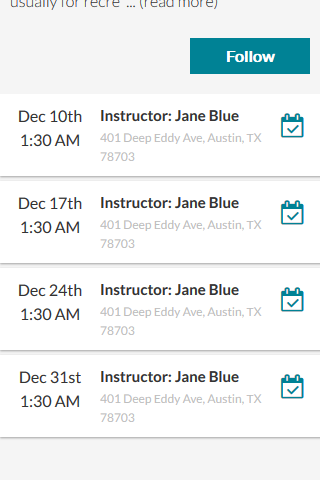 usually for recre ... (read more)
Follow
Dec 10th
1:30 AM
Instructor: Jane Blue
401 Deep Eddy Ave, Austin, TX
78703
Dec 17th
1:30 AM
Instructor: Jane Blue
401 Deep Eddy Ave, Austin, TX
78703
Dec 24th
1:30 AM
Instructor: Jane Blue
401 Deep Eddy Ave, Austin, TX
78703
Dec 31st
1:30 AM
Instructor: Jane Blue
401 Deep Eddy Ave, Austin, TX
78703